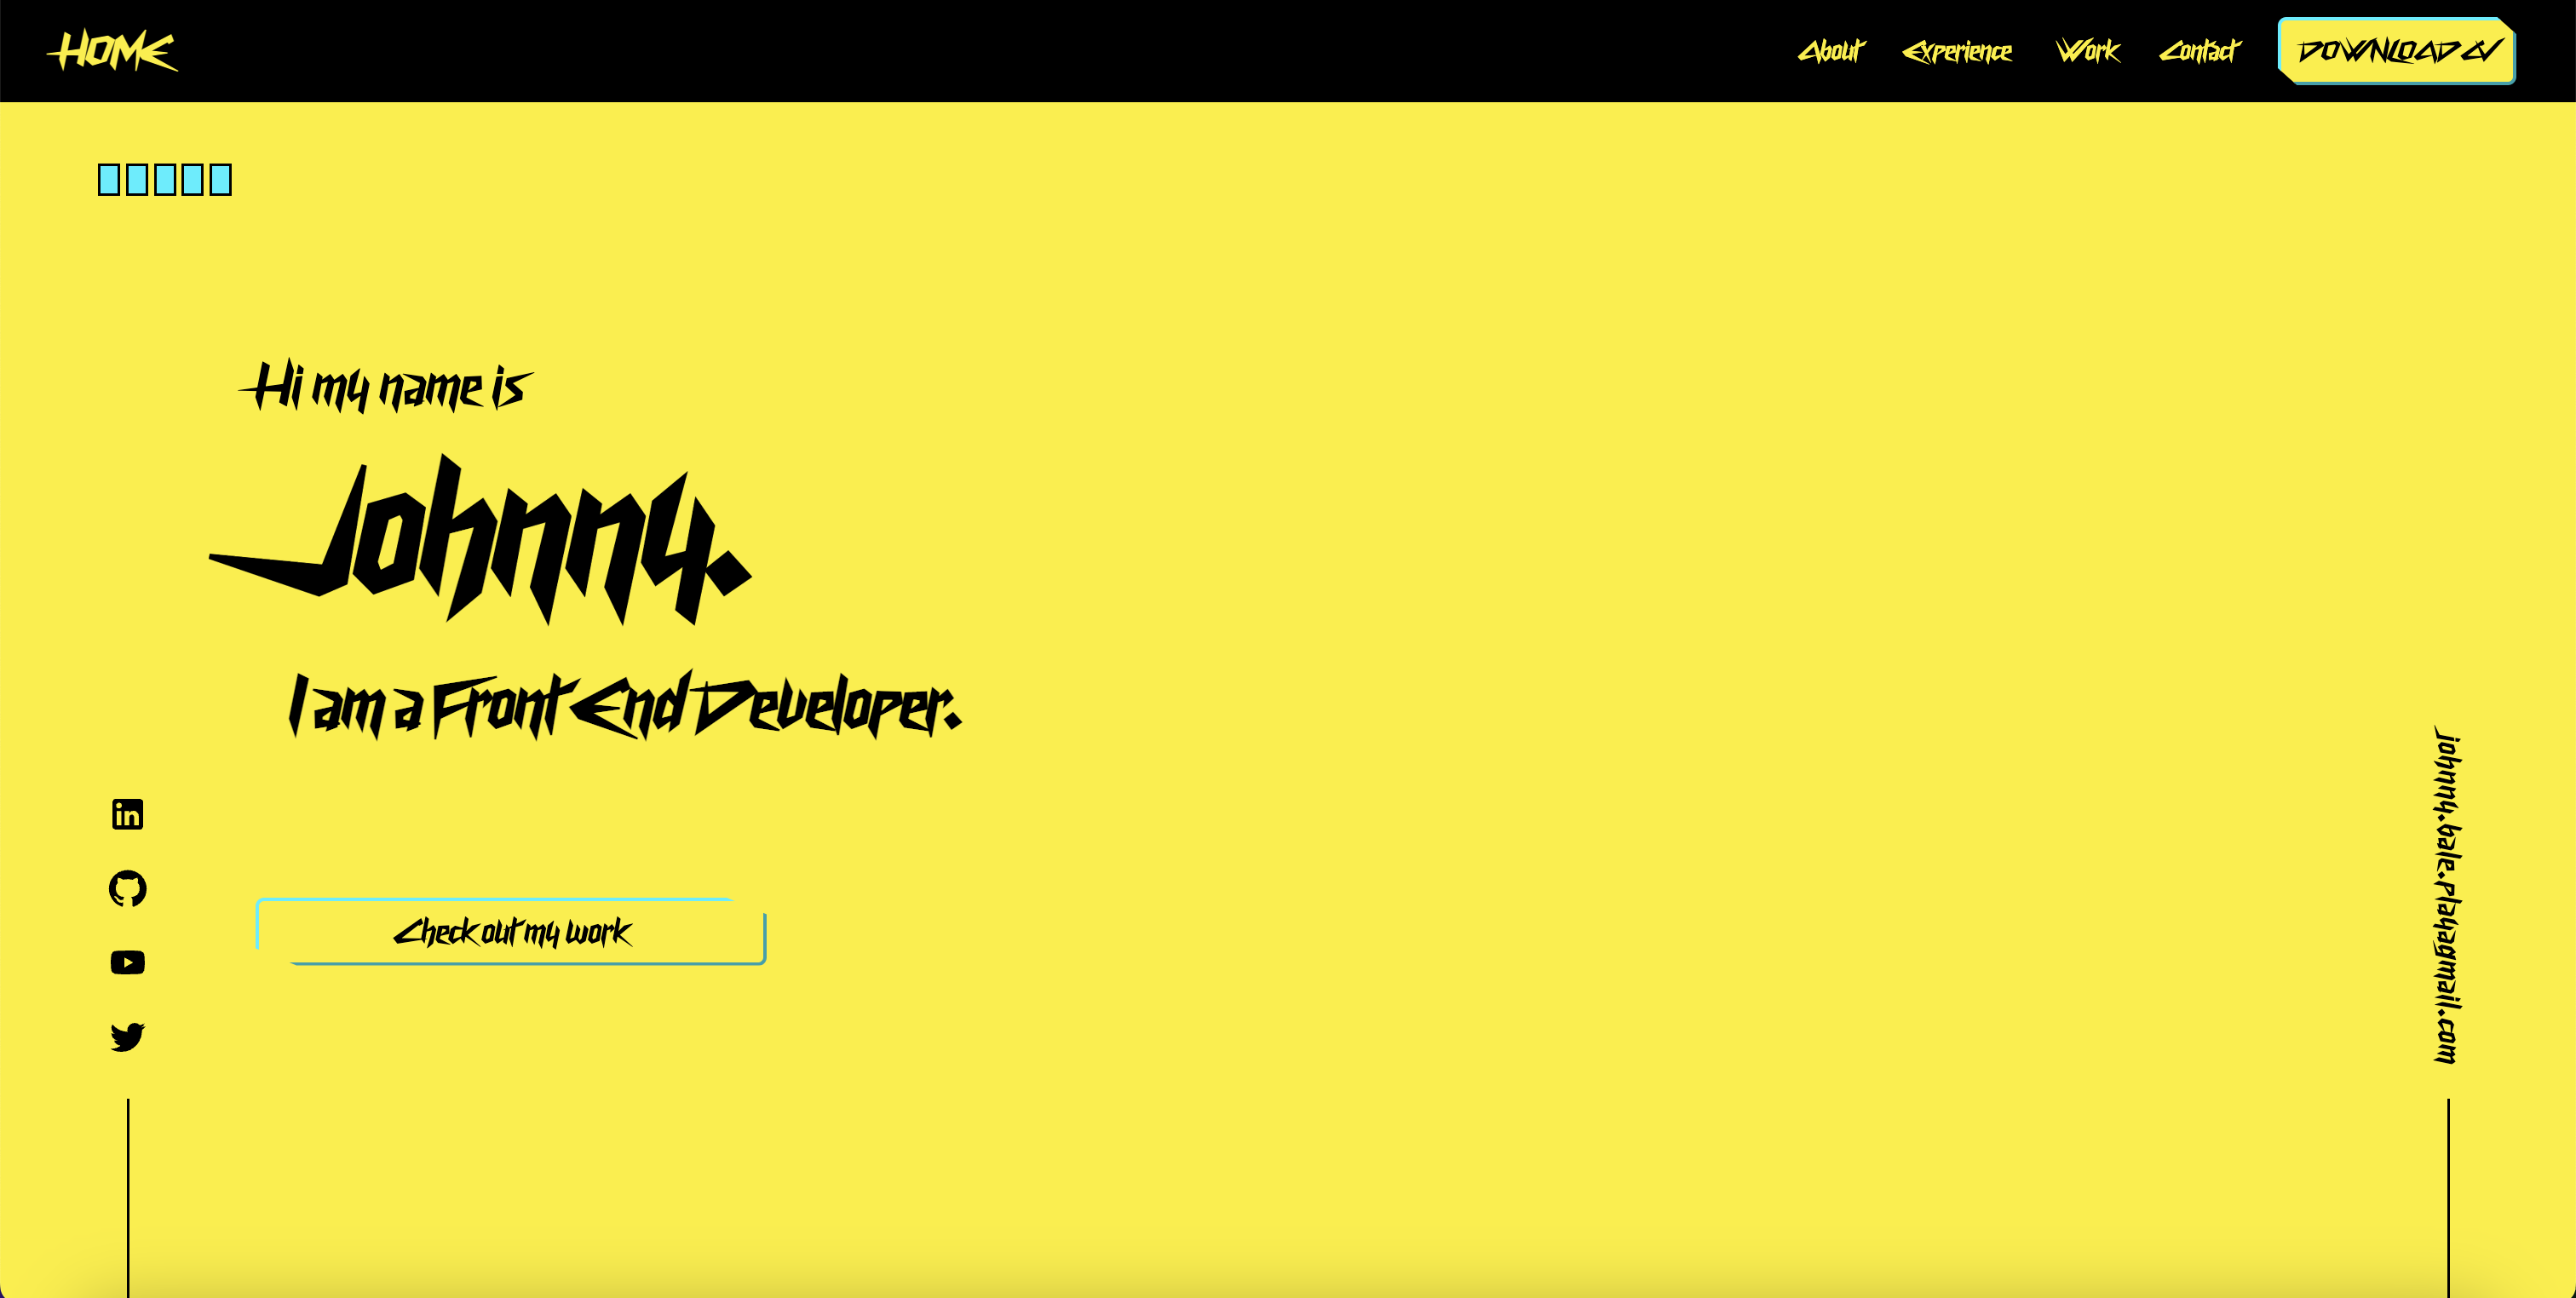 HOME
About
Experience
Work
Contact
DOWNLOAD CV
Hi my name is
Johnny.
I am a Front End Developer.
in
Check out my work
johnny.bale.play@gmail.com